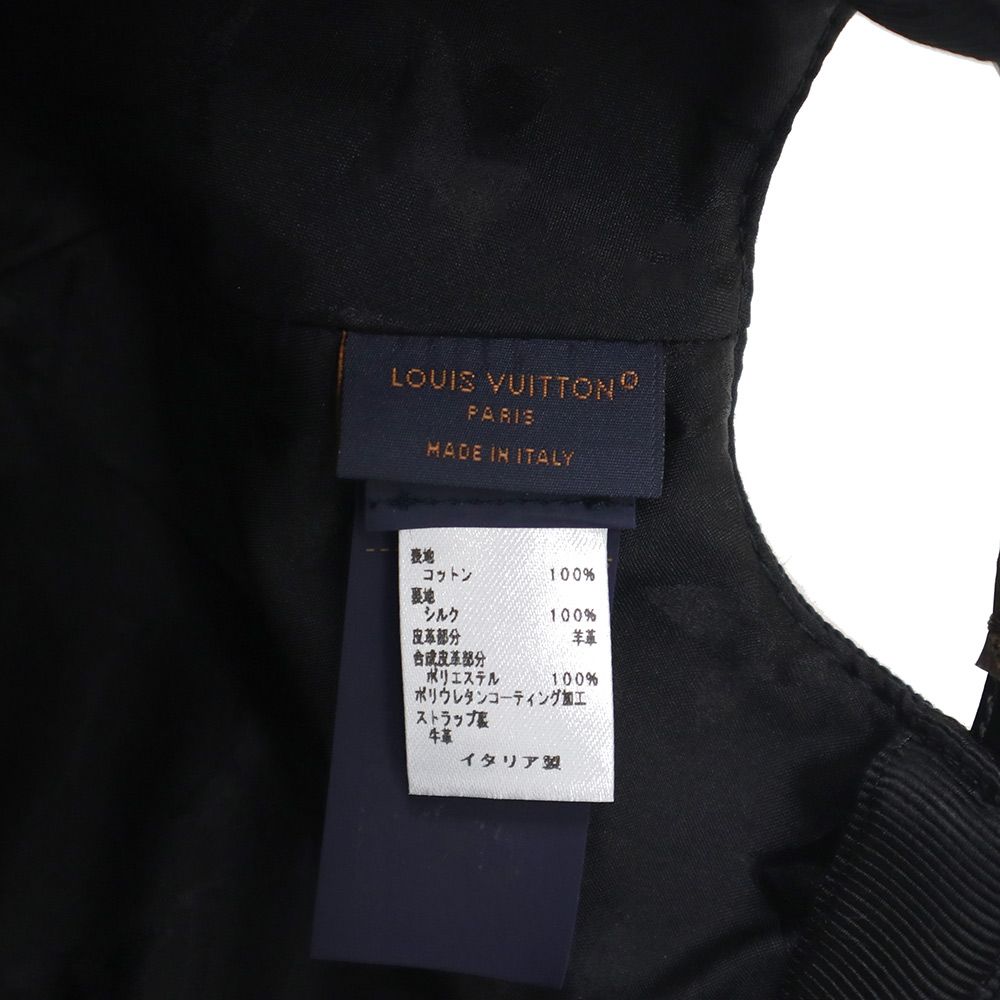 LOUIS VUITTON®
PARIS
MADE IN ITALY
表地
コットン 100%
裏地
シルク 100%
皮革部分 羊革
合成皮革部分
ポリエステル 100%
ポリウレタンコーティング加工
ストラップ裏
牛革
イタリア製